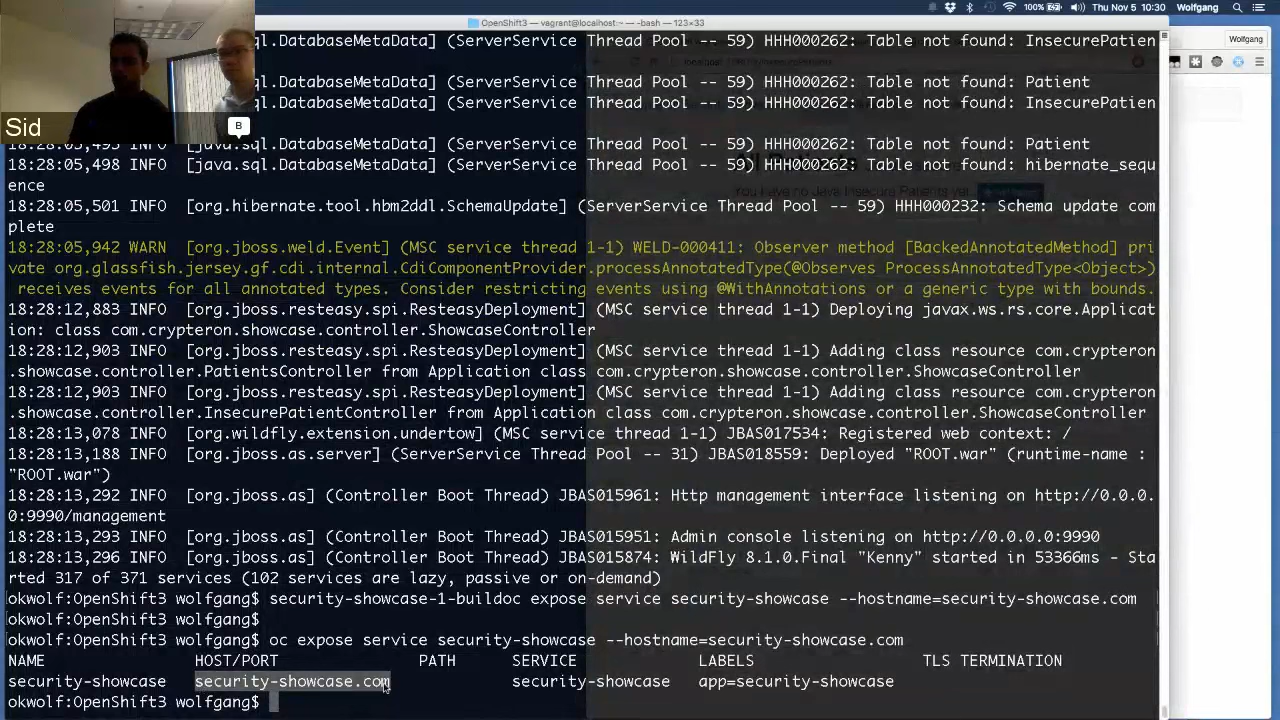 100% Thu Nov 5 10:30 Wolfgang
OpenShift3 — vagrant@localhost:~ — -bash — 123×33
Wolfgang
Sid
B
ql.DatabaseMetaData] (ServerService Thread Pool -- 59) HHH000262: Table not found: InsecurePatien
ql.DatabaseMetaData] (ServerService Thread Pool -- 59) HHH000262: Table not found: Patient
ql.DatabaseMetaData] (ServerService Thread Pool -- 59) HHH000262: Table not found: InsecurePatien
18:28:05,495 INFO [java.sql.DatabaseMetaData] (ServerService Thread Pool -- 59) HHH000262: Table not found: Patient
18:28:05,498 INFO [java.sql.DatabaseMetaData] (ServerService Thread Pool -- 59) HHH000262: Table not found: hibernate_sequ
ence
18:28:05,501 INFO [org.hibernate.tool.hbm2ddl.SchemaUpdate] (ServerService Thread Pool -- 59) HHH000232: Schema update com
plete
18:28:05,942 WARN [org.jboss.weld.Event] (MSC service thread 1-1) WELD-000411: Observer method [BackedAnnotatedMethod] pri
vate org.glassfish.jersey.gf.cdi.internal.CdiComponentProvider.processAnnotatedType(@Observes ProcessAnnotatedType<Object>)
receives events for all annotated types. Consider restricting events using @WithAnnotations or a generic type with bounds.
18:28:12,883 INFO [org.jboss.resteasy.spi.ResteasyDeployment] (MSC service thread 1-1) Deploying javax.ws.rs.core.Applicat
ion: class com.crypteron.showcase.controller.ShowcaseController
18:28:12,903 INFO [org.jboss.resteasy.spi.ResteasyDeployment] (MSC service thread 1-1) Adding class resource com.crypteron
.showcase.controller.PatientsController from Application class com.crypteron.showcase.controller.ShowcaseController
18:28:12,903 INFO [org.jboss.resteasy.spi.ResteasyDeployment] (MSC service thread 1-1) Adding class resource com.crypteron
.showcase.controller.InsecurePatientController from Application class com.crypteron.showcase.controller.ShowcaseController
18:28:13,078 INFO [org.wildfly.extension.undertow] (MSC service thread 1-1) JBAS017534: Registered web context: /
18:28:13,188 INFO [org.jboss.as.server] (ServerService Thread Pool -- 31) JBAS018559: Deployed "ROOT.war" (runtime-name :
"ROOT.war")
18:28:13,292 INFO [org.jboss.as] (Controller Boot Thread) JBAS015961: Http management interface listening on http://0.0.0.
0:9990/management
18:28:13,293 INFO [org.jboss.as] (Controller Boot Thread) JBAS015951: Admin console listening on http://0.0.0.0:9990
18:28:13,296 INFO [org.jboss.as] (Controller Boot Thread) JBAS015874: WildFly 8.1.0.Final "Kenny" started in 53366ms - Sta
rted 317 of 371 services (102 services are lazy, passive or on-demand)
okwolf:OpenShift3 wolfgang$ security-showcase-1-buildoc expose service security-showcase --hostname=security-showcase.com
okwolf:OpenShift3 wolfgang$
okwolf:OpenShift3 wolfgang$ oc expose service security-showcase --hostname=security-showcase.com
NAME HOST/PORT PATH SERVICE LABELS TLS TERMINATION
security-showcase security-showcase.com security-showcase app=security-showcase
okwolf:OpenShift3 wolfgang$